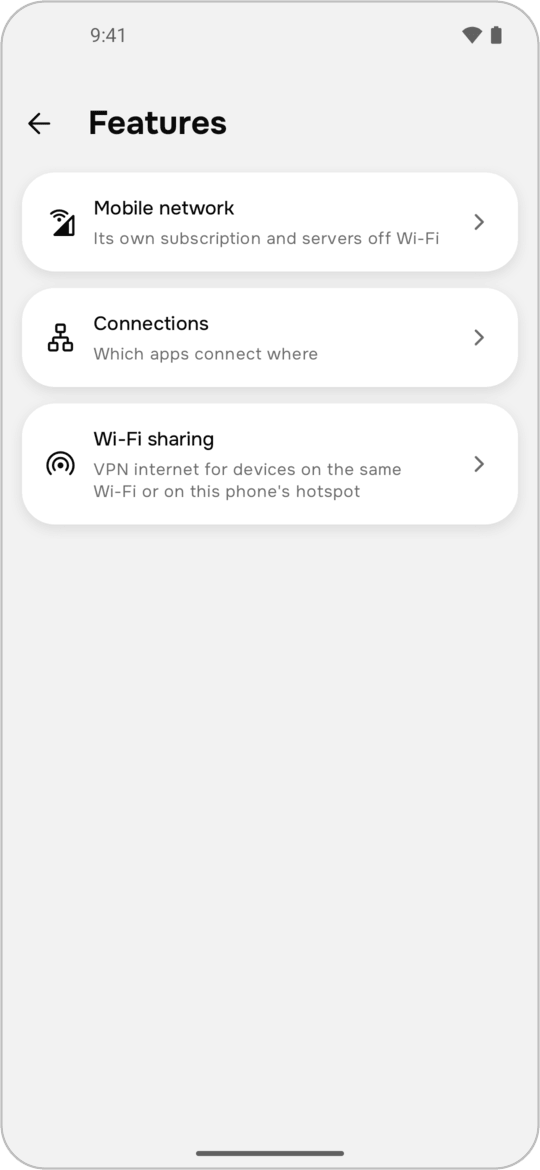 9:41
Features
Mobile network
Its own subscription and servers off Wi-Fi
Connections
Which apps connect where
Wi-Fi sharing
VPN internet for devices on the same
Wi-Fi or on this phone's hotspot